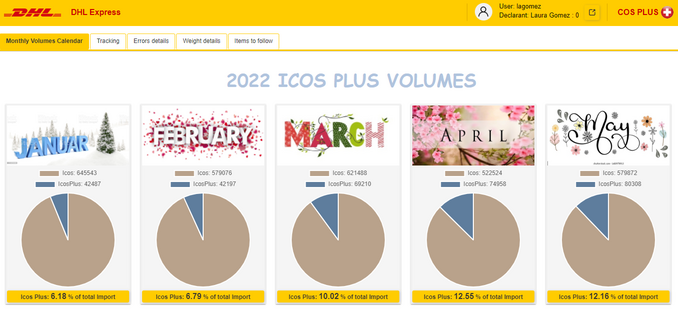 DHL
DHL Express
User: lagomez
Declarant: Laura Gomez : 0
COS PLUS
Monthly Volumes Calendar
Tracking
Errors details
Weight details
Items to follow
2022 ICOS PLUS VOLUMES
JANUAR
FEBRUARY
MARCH
APRIL
May
Icos: 645543
IcosPlus: 42487
Icos: 579076
IcosPlus: 42197
Icos: 621488
IcosPlus: 69210
Icos: 522524
IcosPlus: 74958
Icos: 579872
IcosPlus: 80308
Icos Plus: 6.18 % of total Import
Icos Plus: 6.79 % of total Import
Icos Plus: 10.02 % of total Import
Icos Plus: 12.55 % of total Import
Icos Plus: 12.16 % of total Import